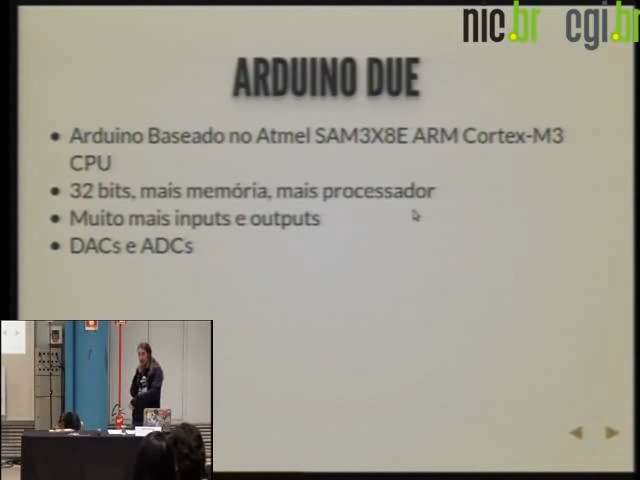 nic.br cgi.br
ARDUINO DUE
• Arduino Baseado no Atmel SAM3X8E ARM Cortex-M3
CPU
• 32 bits, mais memória, mais processador
• Muito mais inputs e outputs
• DACs e ADCs